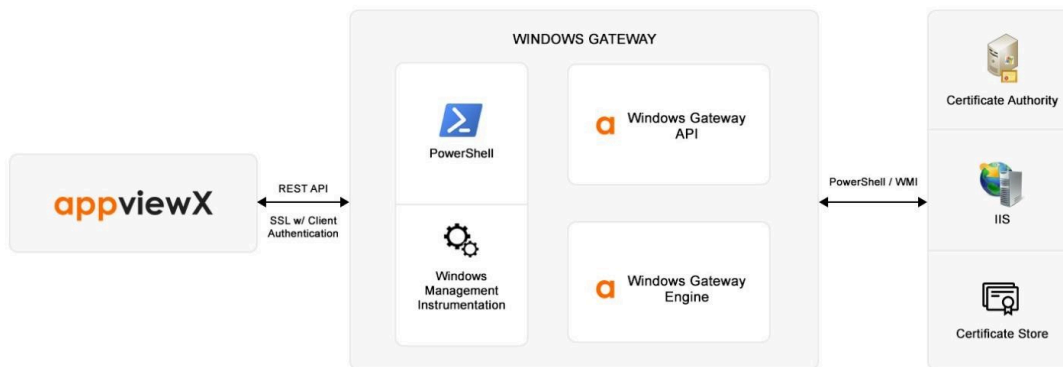 WINDOWS GATEWAY
appviewX
REST API
SSL w/ Client
Authentication
PowerShell
Windows
Management
Instrumentation
a
Windows Gateway
API
a
Windows Gateway
Engine
PowerShell / WMI
Certificate Authority
IIS
Certificate Store